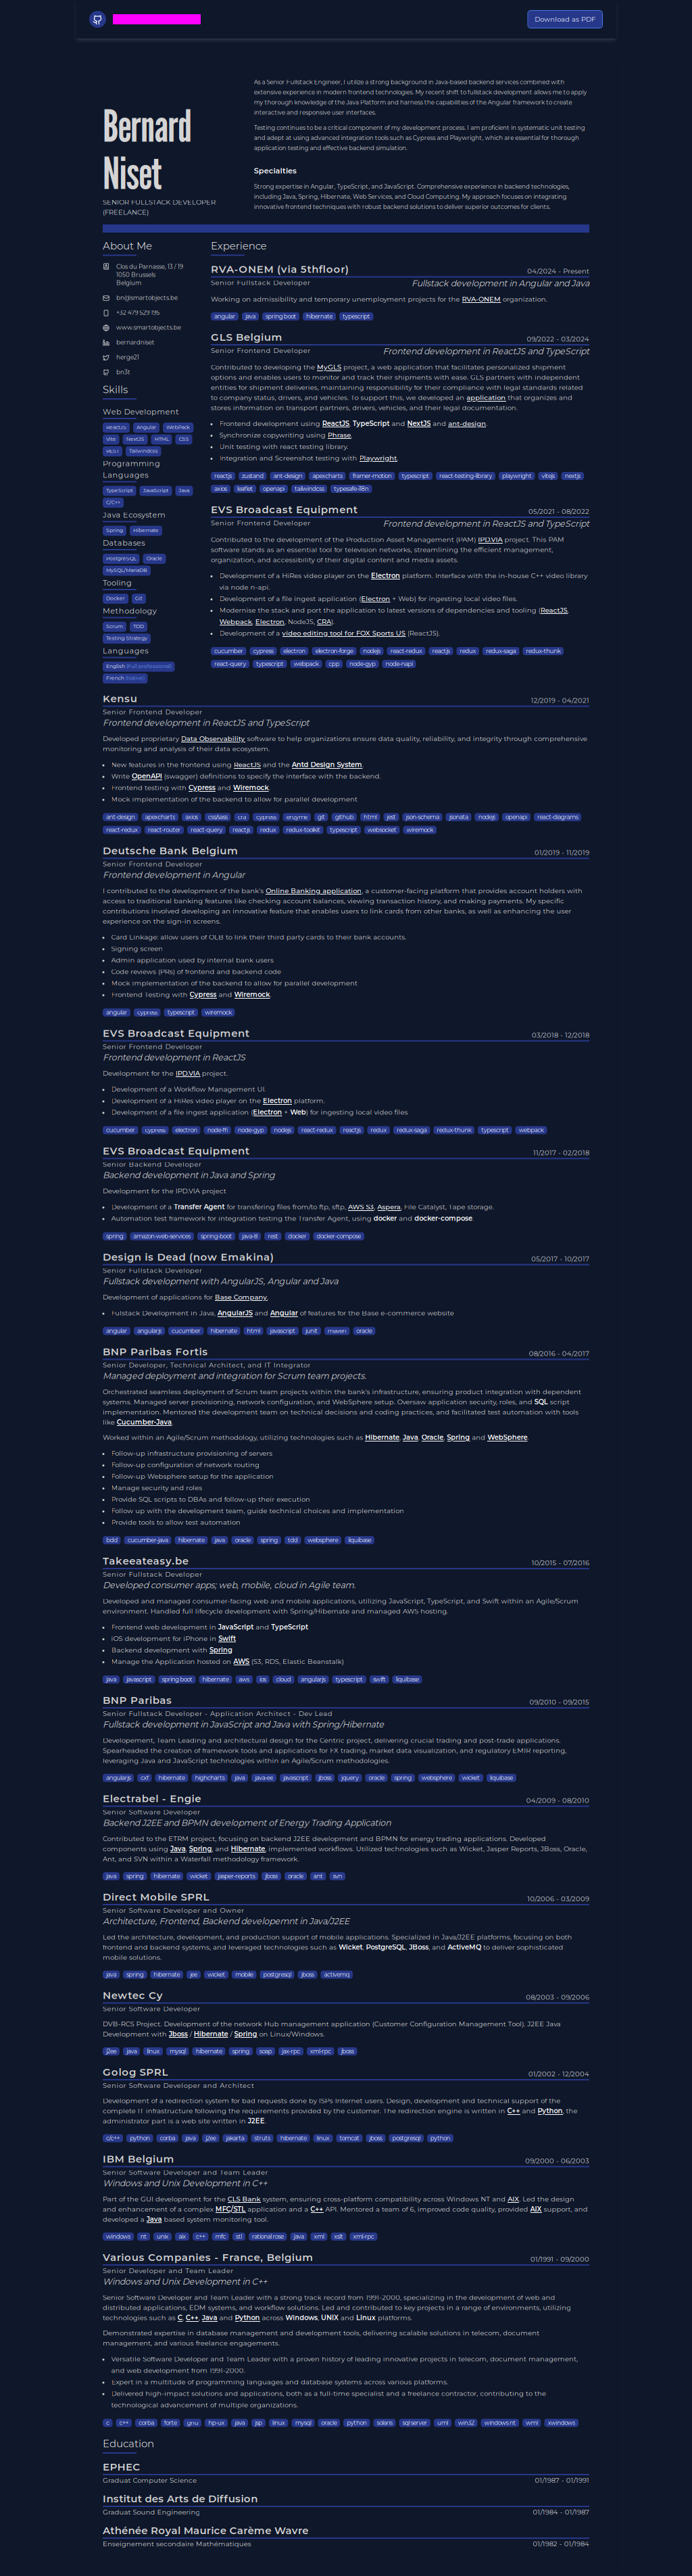 Download as PDF
Bernard
Niset
SENIOR FULLSTACK DEVELOPER
(FREELANCE)
As a Senior Fullstack Engineer, I utilize a strong background in Java-based backend services combined with
extensive experience in modern frontend technologies. My recent shift to fullstack development allows me to apply
my thorough knowledge of the Java Platform and harness the capabilities of the Angular framework to create
interactive and responsive user interfaces.
Testing continues to be a critical component of my development process. I am proficient in systematic unit testing
and adept at using advanced integration tools such as Cypress and Playwright, which are essential for thorough
application testing and effective backend simulation.
Specialties
Strong expertise in Angular, TypeScript, and JavaScript. Comprehensive experience in backend technologies,
including Java, Spring, Hibernate, Web Services, and Cloud Computing. My approach focuses on integrating
innovative frontend techniques with robust backend solutions to deliver superior outcomes for clients.
About Me
Clos du Parnasse, 13 / 19
1050 Brussels
Belgium
bn@smartobjects.be
+32 479 529 195
www.smartobjects.be
bernardniset
herge21
bn3t
Skills
Web Development
ReactJS Angular WebPack
Vite NextJS HTML CSS
WEB3 Tailwindcss
Programming
Languages
TypeScript JavaScript Java
C/C++
Java Ecosystem
Spring Hibernate
Databases
PostgreSQL Oracle
MySQL/MariaDB
Tooling
Docker Git
Methodology
Scrum TDD
Testing Strategy
Languages
English (Full professional)
French (Native)
Experience
RVA-ONEM (via 5thfloor) 04/2024 - Present
Senior Fullstack Developer Fullstack development in Angular and Java
Working on admissibility and temporary unemployment projects for the RVA-ONEM organization.
angular java spring boot hibernate typescript
GLS Belgium 09/2022 - 03/2024
Senior Frontend Developer Frontend development in ReactJS and TypeScript
Contributed to developing the MyGLS project, a web application that facilitates personalized shipment
options and enables users to monitor and track their shipments with ease. GLS partners with institutions
entities for shipment deliveries, maintaining responsibility for their compliance with legal standards related
to company status, drivers, and vehicles. To support this, we developed an application that organizes and
stores information on transport partners, drivers, vehicles, and their legal documentation.
• Frontend development using ReactJS, TypeScript and NextJS and ant-design.
• Synchronize copywriting using Phrase.
• Unit testing with react testing library.
• Integration and Screenshot testing with Playwright.
reactjs zustand ant-design apexcharts framer-motion typescript react-testing-library playwright vitejs nextjs
axios leaflet openapi tailwindcss typesafe-i18n
EVS Broadcast Equipment 05/2021 - 08/2022
Senior Frontend Developer Frontend development in ReactJS and TypeScript
Contributed to the development of the Production Asset Management (PAM) IPD.VIA project. This PAM
software stands as an essential tool for television networks, streamlining the efficient management,
organization, and accessibility of their digital content and media assets.
• Development of a HiRes video player on the Electron platform. Interface with the in-house C++ video library
via node n-api.
• Development of a file ingest application (Electron + Web) for ingesting local video files.
• Modernise the stack and port the application to latest versions of dependencies and tooling (ReactJS,
Webpack, Electron, NodeJS, CRA).
• Development of a video editing tool for FOX Sports US (ReactJS).
cucumber cypress electron electron-forge nodejs react-redux reactjs redux redux-saga redux-thunk
react-query typescript webpack cpp node-gyp node-napi
Kensu 12/2019 - 04/2021
Senior Frontend Developer
Frontend development in ReactJS and TypeScript
Developed proprietary Data Observability software to help organizations ensure data quality, reliability, and integrity through comprehensive
monitoring and analysis of their data ecosystem.
• New features in the frontend using ReactJS and the Antd Design System.
• Write OpenAPI (swagger) definitions to specify the interface with the backend.
• Frontend testing with Cypress and Wiremock.
• Mock implementation of the backend to allow for parallel development
ant-design apexcharts axios css/sass cra cypress enzyme git github html jest json-schema jsonata nodejs openapi react-diagrams
react-redux react-router react-query reactjs redux redux-toolkit typescript websocket wiremock
Deutsche Bank Belgium 01/2019 - 11/2019
Senior Frontend Developer
Frontend development in Angular
I contributed to the development of the bank's Online Banking application, a customer-facing platform that provides account holders with
access to traditional banking features like checking account balances, viewing transaction history, and making payments. My specific
contributions involved developing an innovative feature that enables users to link cards from other banks, as well as enhancing the user
experience on the sign-in screens.
• Card Linkage: allow users of OLB to link their third party cards to their bank accounts.
• Signing screen
• Admin application used by internal bank users
• Code reviews (PRs) of frontend and backend code
• Mock implementation of the backend to allow for parallel development
• Frontend Testing with Cypress and Wiremock.
angular cypress typescript wiremock
EVS Broadcast Equipment 03/2018 - 12/2018
Senior Frontend Developer
Frontend development in ReactJS
Development for the IPD.VIA project.
• Development of a Workflow Management UI.
• Development of a HiRes video player on the Electron platform.
• Development of a file ingest application (Electron + Web) for ingesting local video files
cucumber cypress electron node-ffi node-gyp nodejs react-redux reactjs redux redux-saga redux-thunk typescript webpack
EVS Broadcast Equipment 11/2017 - 02/2018
Senior Backend Developer
Backend development in Java and Spring
Development for the IPD.VIA project
• Development of a Transfer Agent for transfering files from/to ftp, sftp, AWS S3, Aspera, File Catalyst, Tape storage.
• Automation test framework for integration testing the Transfer Agent, using docker and docker-compose.
spring amazon-web-services spring-boot java-8 rest docker docker-compose
Design is Dead (now Emakina) 05/2017 - 10/2017
Senior Fullstack Developer
Fullstack development with AngularJS, Angular and Java
Development of applications for Base Company.
• Fullstack Development in Java, AngularJS and Angular of features for the Base e-commerce website
angular angularjs cucumber hibernate html javascript junit maven oracle
BNP Paribas Fortis 08/2016 - 04/2017
Senior Developer, Technical Architect, and IT Integrator
Managed deployment and integration for Scrum team projects.
Orchestrated seamless deployment of Scrum team projects within the bank's infrastructure, ensuring product integration with dependent
systems. Managed server provisioning, network configuration, and WebSphere setup. Oversaw application security, roles, and SQL script
implementation. Mentored the development team on technical decisions and coding practices, and facilitated test automation with tools
like Cucumber-Java.
Worked within an Agile/Scrum methodology, utilizing technologies such as Hibernate, Java, Oracle, Spring and WebSphere.
• Follow-up infrastructure provisioning of servers
• Follow-up configuration of network routing
• Follow-up Websphere setup for the application
• Manage security and roles
• Provide SQL scripts to DBAs and follow-up their execution
• Follow up with the development team, guide technical choices and implementation
• Provide tools to allow test automation
bdd cucumber-java hibernate java oracle spring tdd websphere liquibase
Takeeateasy.be 10/2015 - 07/2016
Senior Fullstack Developer
Developed consumer apps; web, mobile, cloud in Agile team.
Developed and managed consumer-facing web and mobile applications, utilizing JavaScript, TypeScript, and Swift within an Agile/Scrum
environment. Handled full lifecycle development with Spring/Hibernate and managed AWS hosting.
• Frontend web development in JavaScript and TypeScript
• iOS development for iPhone in Swift
• Backend development with Spring
• Manage the Application hosted on AWS (S3, RDS, Elastic Beanstalk)
java javascript spring boot hibernate aws ios cloud angularjs typescript swift liquibase
BNP Paribas 09/2010 - 09/2015
Senior Fullstack Developer - Application Architect - Dev Lead
Fullstack development in JavaScript and Java with Spring/Hibernate
Developement, Team Leading and architectural design for the Centric project, delivering crucial trading and post-trade applications.
Spearheaded the creation of framework tools and applications for FX trading, market data visualization, and regulatory EMIR reporting,
leveraging Java and JavaScript technologies within an Agile/Scrum methodologies.
angularjs cxf hibernate highcharts java java-ee javascript jboss jquery oracle spring websphere wicket liquibase
Electrabel - Engie 04/2009 - 08/2010
Senior Software Developer
Backend J2EE and BPMN development of Energy Trading Application
Contributed to the ETRM project, focusing on backend J2EE development and BPMN for energy trading applications. Developed
components using Java, Spring, and Hibernate, implemented workflows. Utilized technologies such as Wicket, Jasper Reports, JBoss, Oracle,
Ant, and SVN within a Waterfall methodology framework.
java spring hibernate wicket jasper-reports jboss oracle ant svn
Direct Mobile SPRL 10/2006 - 03/2009
Senior Software Developer and Owner
Architecture, Frontend, Backend developemnt in Java/J2EE
Led the architecture, development, and production support of mobile applications. Specialized in Java/J2EE platforms, focusing on both
frontend and backend systems, and leveraged technologies such as Wicket, PostgreSQL, JBoss, and ActiveMQ to deliver sophisticated
mobile solutions.
java spring hibernate jee wicket mobile postgresql jboss activemq
Newtec Cy 08/2003 - 09/2006
Senior Software Developer
DVB-RCS Project. Development of the network Hub management application (Customer Configuration Management Tool). J2EE Java
Development with Jboss / Hibernate / Spring on Linux/Windows.
j2ee java linux mysql hibernate spring soap jax-rpc xml-rpc jboss
Golog SPRL 01/2002 - 12/2004
Senior Software Developer and Architect
Development of a redirection system for bad requests done by ISPs Internet users. Design, development and technical support of the
complete IT infrastructure following the requirements provided by the customer. The redirection engine is written in C++ and Python, the
administrator part is a web site written in J2EE.
c/c++ python corba java j2ee jakarta struts hibernate linux tomcat jboss postgresql python
IBM Belgium 09/2000 - 06/2003
Senior Software Developer and Team Leader
Windows and Unix Development in C++
Part of the GUI development for the CLS Bank system, ensuring cross-platform compatibility across Windows NT and AIX. Led the design
and enhancement of a complex MFC/STL application and a C++ API. Mentored a team of 6, improved code quality, provided AIX support, and
developed a Java based system monitoring tool.
windows nt unix aix c++ mfc stl rational rose java xml xslt xml-rpc
Various Companies - France, Belgium 01/1991 - 09/2000
Senior Developer and Team Leader
Windows and Unix Development in C++
Senior Software Developer and Team Leader with a strong track record from 1991-2000, specializing in the development of web and
distributed applications, EDM systems, and workflow solutions. Led and contributed to key projects in a range of environments, utilizing
technologies such as C, C++, Java and Python across Windows, UNIX and Linux platforms.
Demonstrated expertise in database management and development tools, delivering scalable solutions in telecom, document
management, and various freelance engagements.
• Versatile Software Developer and Team Leader with a proven history of leading innovative projects in telecom, document management,
and web development from 1991-2000.
• Expert in a multitude of programming languages and database systems across various platforms.
• Delivered high-impact solutions and applications, both as a full-time specialist and a freelance contractor, contributing to the
technological advancement of multiple organizations.
c c++ corba forte gnu hp-ux java jsp linux mysql oracle python solaris sql server uml win32 windows nt wml xwindows
Education
EPHEC
Graduat Computer Science 01/1987 - 01/1991
Institut des Arts de Diffusion
Graduat Sound Engineering 01/1984 - 01/1987
Athénée Royal Maurice Carème Wavre
Enseignement secondaire Mathématiques 01/1982 - 01/1984